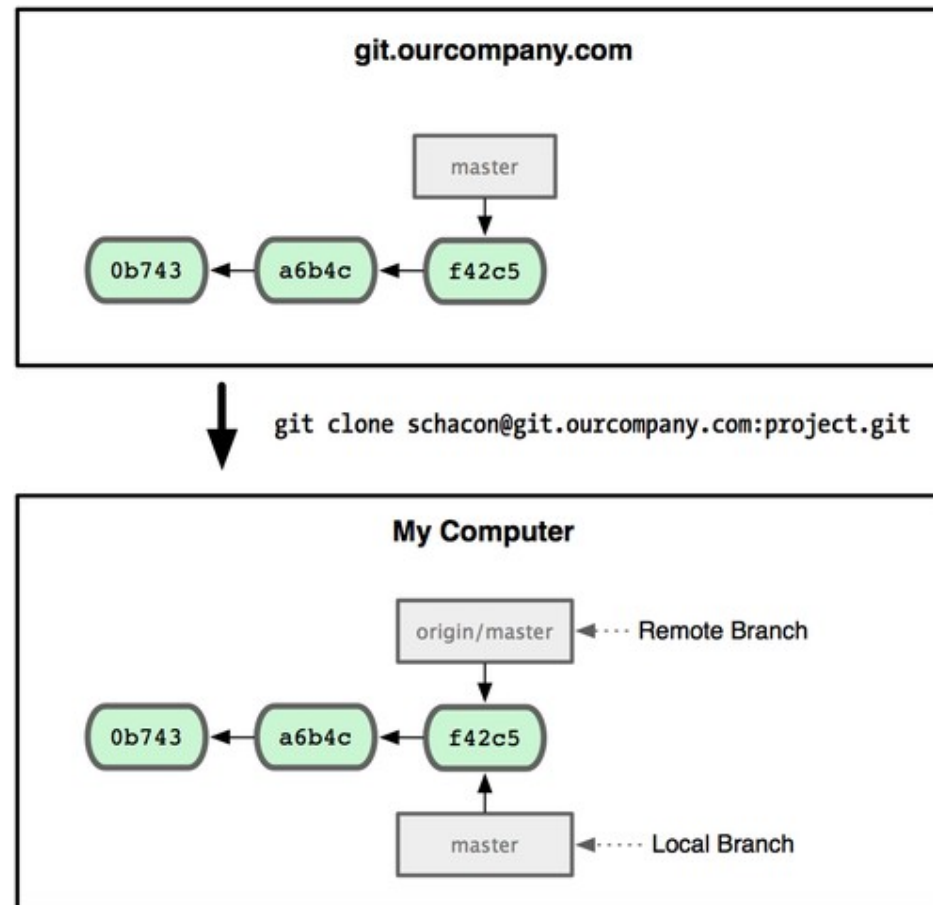 git.ourcompany.com
master
0b743 a6b4c f42c5
git clone schacon@git.ourcompany.com:project.git
My Computer
origin/master Remote Branch
0b743 a6b4c f42c5
master Local Branch